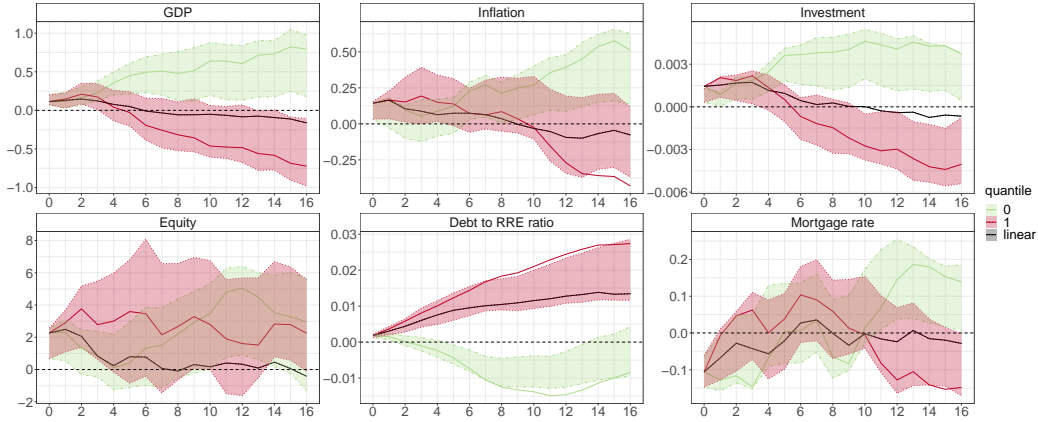 GDP
1.0
0.5
0.0
−0.5
−1.0
0 2 4 6 8 10 12 14 16
Inflation
0.50
0.25
0.00
−0.25
0 2 4 6 8 10 12 14 16
Investment
0.003
0.000
−0.003
−0.006
0 2 4 6 8 10 12 14 16
Equity
8
6
4
2
0
−2
0 2 4 6 8 10 12 14 16
Debt to RRE ratio
0.03
0.02
0.01
0.00
−0.01
0 2 4 6 8 10 12 14 16
Mortgage rate
0.2
0.1
0.0
−0.1
0 2 4 6 8 10 12 14 16
quantile
0
1
linear